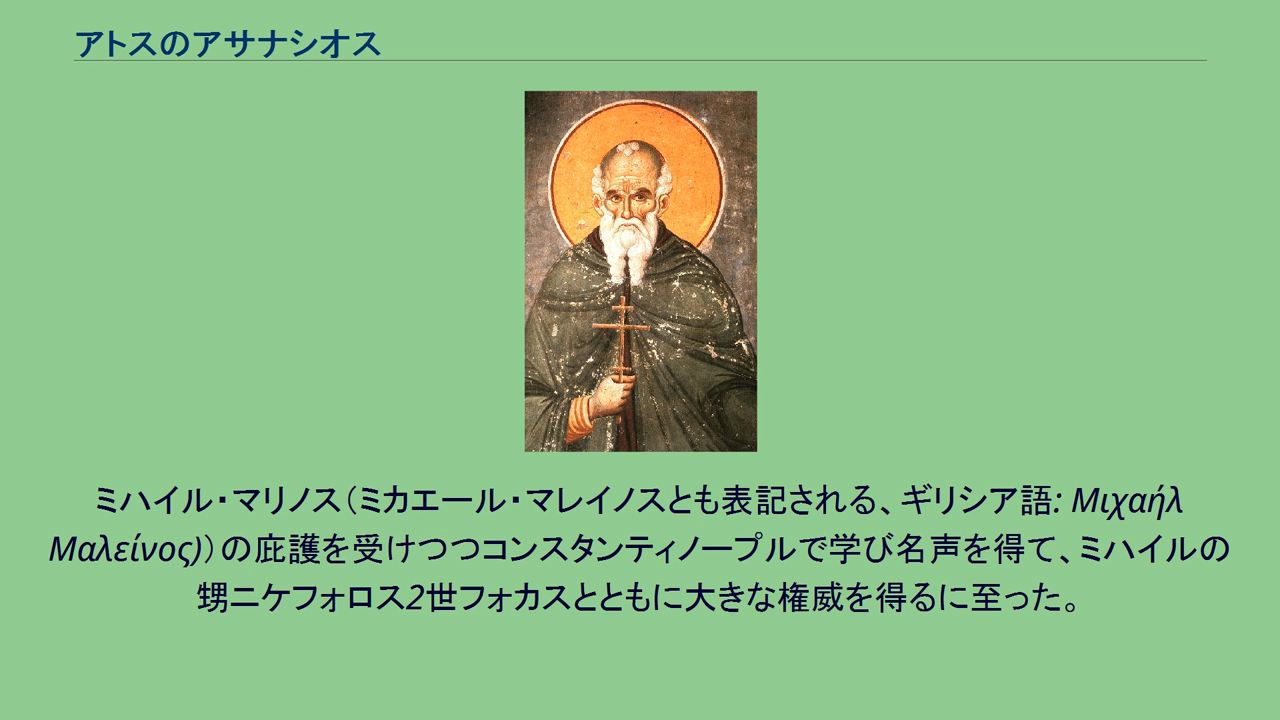 アトスのアサナシオス
ミハイル・マリノス（ミカエール・マレイノスとも表記される、ギリシア語: Μιχαήλ
Μαλεΐνος)）の庇護を受けつつコンスタンティノープルで学び名声を得て、ミハイルの
甥ニケフォロス2世フォカスとともに大きな権威を得るに至った。